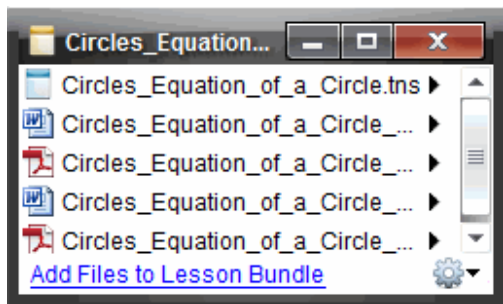 Circles_Equation...
Circles_Equation_of_a_Circle.tns
Circles_Equation_of_a_Circle_...
Circles_Equation_of_a_Circle_...
Circles_Equation_of_a_Circle_...
Circles_Equation_of_a_Circle_...
Add Files to Lesson Bundle